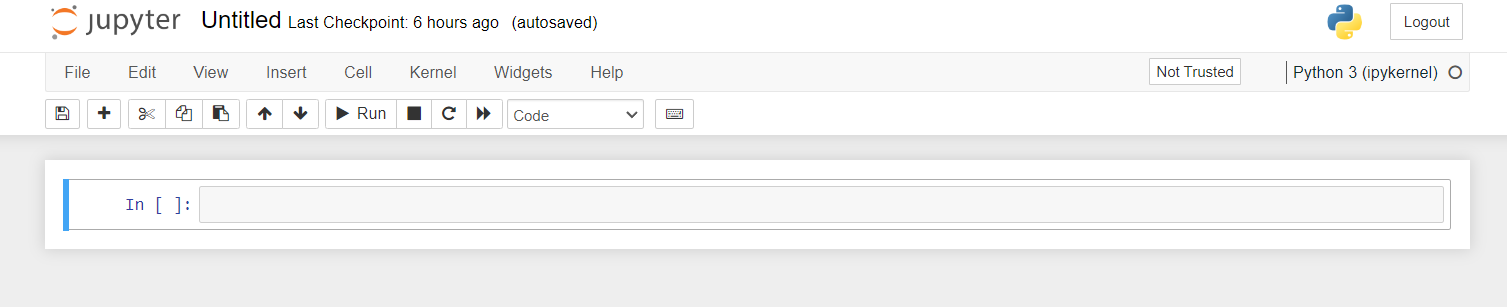 jupyter Untitled Last Checkpoint: 6 hours ago (autosaved) Logout
File Edit View Insert Cell Kernel Widgets Help Not Trusted Python 3 (ipykernel)
Run Code
In [ ]: